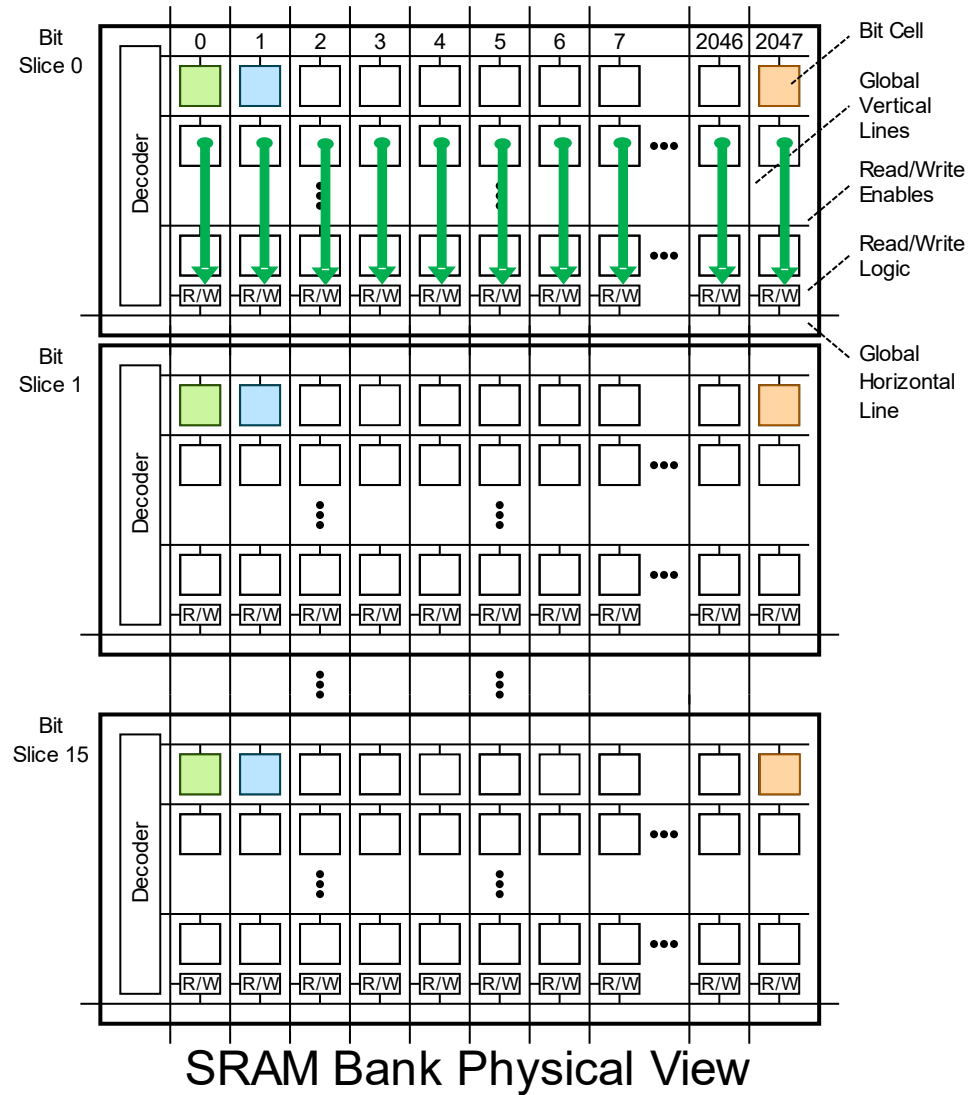 Bit
Slice 0
0 1 2 3 4 5 6 7 2046 2047
Decoder
R/W R/W R/W R/W R/W R/W R/W R/W R/W R/W
Bit Cell
Global
Vertical
Lines
Read/Write
Enables
Read/Write
Logic
Global
Horizontal
Line
Bit
Slice 1
Decoder
R/W R/W R/W R/W R/W R/W R/W R/W R/W R/W
Bit
Slice 15
Decoder
R/W R/W R/W R/W R/W R/W R/W R/W R/W R/W
SRAM Bank Physical View